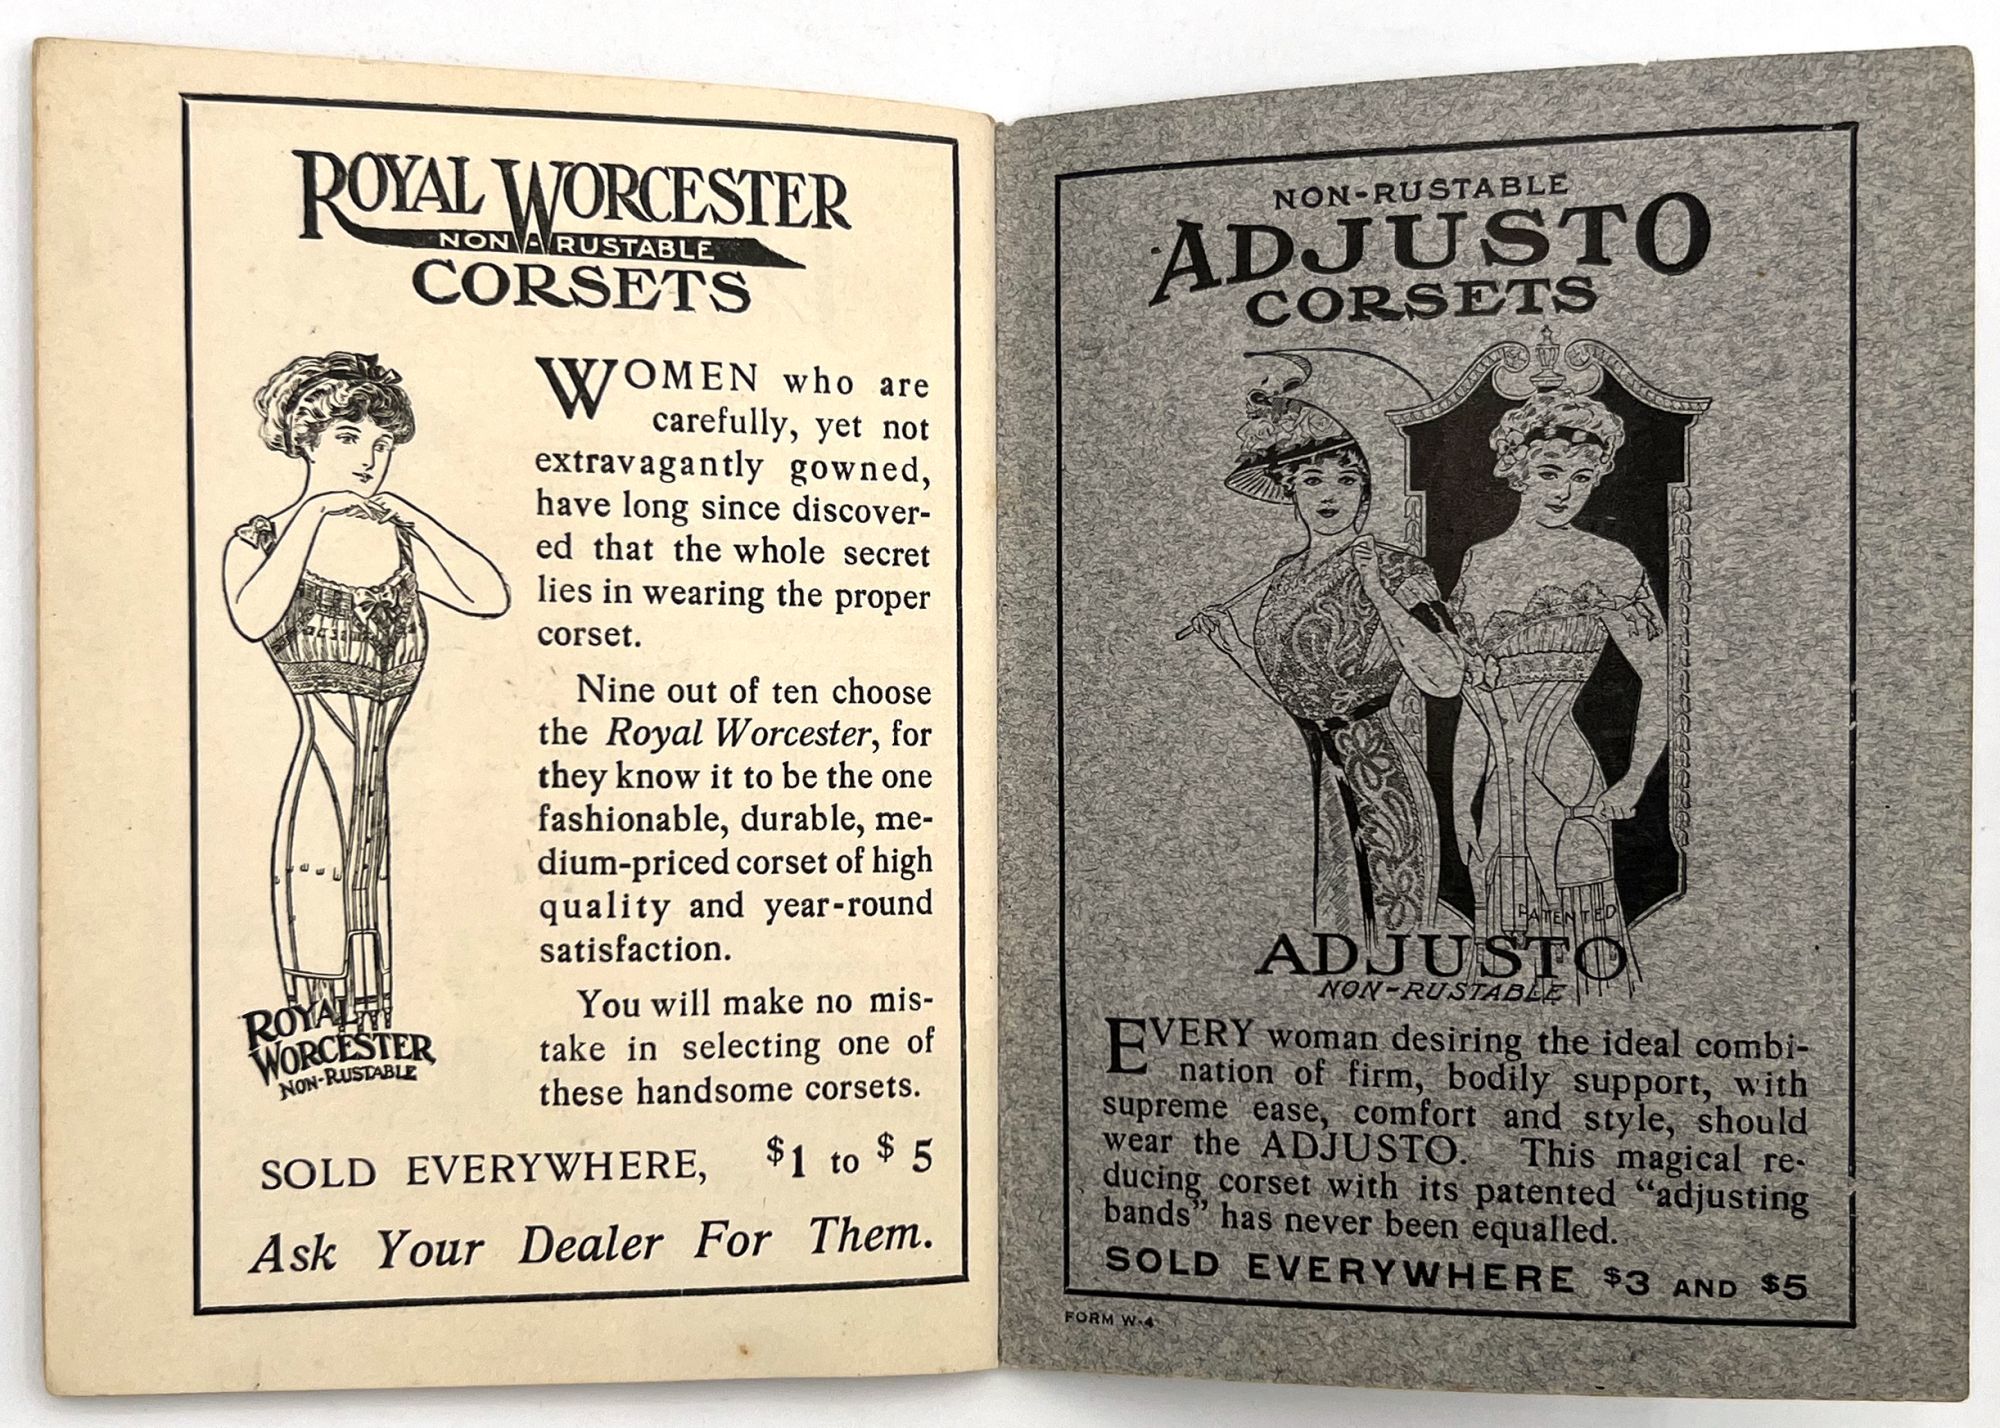 ROYAL WORCESTER
NON-RUSTABLE
CORSETS
WOMEN who are
carefully, yet not
extravagantly gowned,
have long since discover-
ed that the whole secret
lies in wearing the proper
corset.
Nine out of ten choose
the Royal Worcester, for
they know it to be the one
fashionable, durable, me-
dium-priced corset of high
quality and year-round
satisfaction.
You will make no mis-
take in selecting one of
these handsome corsets.
ROYAL
WORCESTER
NON-RUSTABLE
SOLD EVERYWHERE, $1 to $5
Ask Your Dealer For Them.
NON-RUSTABLE
ADJUSTO
CORSETS
PATENTED
ADJUSTO
NON-RUSTABLE
EVERY woman desiring the ideal combi-
nation of firm, bodily support, with
supreme ease, comfort and style, should
wear the ADJUSTO. This magical re-
ducing corset with its patented "adjusting
bands" has never been equalled.
SOLD EVERYWHERE $3 AND $5
FORM W-4